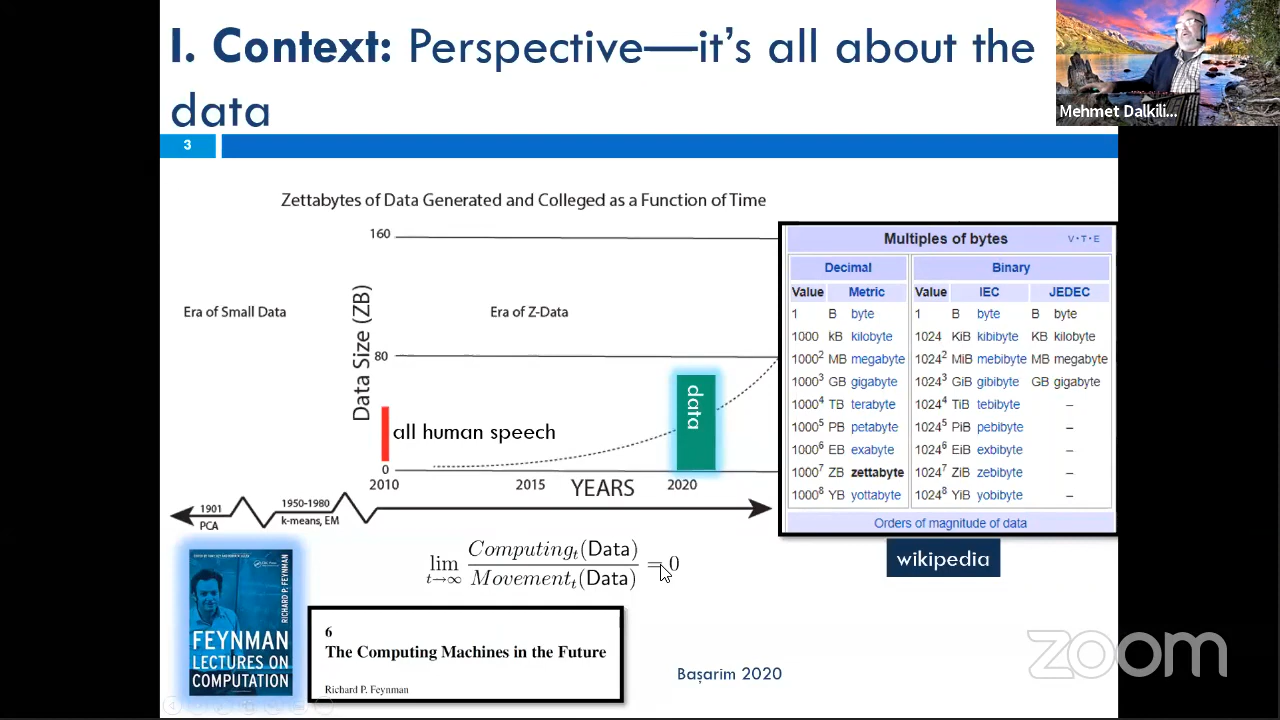 I. Context: Perspective—it's all about the
data
Mehmet Dalkili...
3
Zettabytes of Data Generated and Colleged as a Function of Time
160
Era of Small Data
Era of Z-Data
Data Size (ZB)
80
data
all human speech
0
2010
2015
YEARS
2020
1901
PCA
1950-1980
k-means, EM
Multiples of bytes
V·T·E
Decimal Binary
Value Metric Value IEC JEDEC
1 B byte 1 B byte B byte
1000 kB kilobyte 1024 KiB kibibyte KB kilobyte
1000² MB megabyte 1024² MiB mebibyte MB megabyte
1000³ GB gigabyte 1024³ GiB gibibyte GB gigabyte
1000⁴ TB terabyte 1024⁴ TiB tebibyte –
1000⁵ PB petabyte 1024⁵ PiB pebibyte –
1000⁶ EB exabyte 1024⁶ EiB exbibyte –
1000⁷ ZB zettabyte 1024⁷ ZiB zebibyte –
1000⁸ YB yottabyte 1024⁸ YiB yobibyte –
Orders of magnitude of data
wikipedia
lim t→∞ Computingₜ(Data) / Movementₜ(Data) = 0
RICHARD P. FEYNMAN
FEYNMAN
LECTURES ON
COMPUTATION
6
The Computing Machines in the Future
Richard P. Feynman
Başarim 2020
zoom